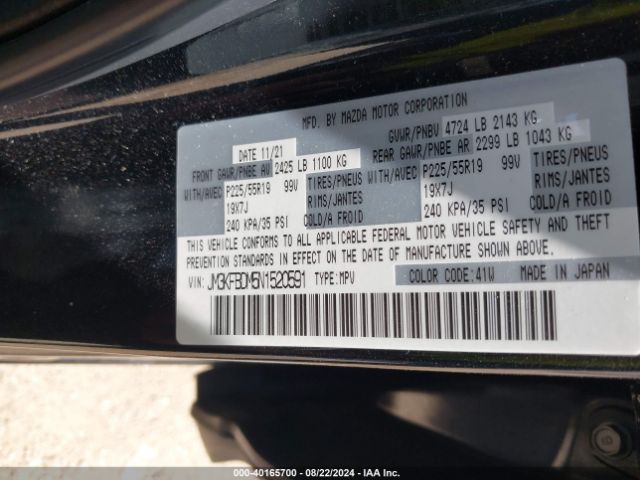 MFD. BY MAZDA MOTOR CORPORATION
DATE 11/21
GVWR/PNBV 4724 LB 2143 KG
FRONT GAWR/PNBE AV 2425 LB 1100 KG
REAR GAWR/PNBE AR 2299 LB 1043 KG
WITH/AVEC P225/55R19 99V TIRES/PNEUS
19X7J RIMS/JANTES
240 KPA/35 PSI COLD/A FROID
WITH/AVEC P225/55R19 99V TIRES/PNEUS
19X7J RIMS/JANTES
240 KPA/35 PSI COLD/A FROID
THIS VEHICLE CONFORMS TO ALL APPLICABLE FEDERAL MOTOR VEHICLE SAFETY AND THEFT
PREVENTION STANDARDS IN EFFECT ON THE DATE OF MANUFACTURE SHOWN ABOVE.
VIN: JM3KFBDM5N1520591 TYPE:MPV COLOR CODE:41W MADE IN JAPAN
000-40165700 - 08/22/2024 - IAA Inc.